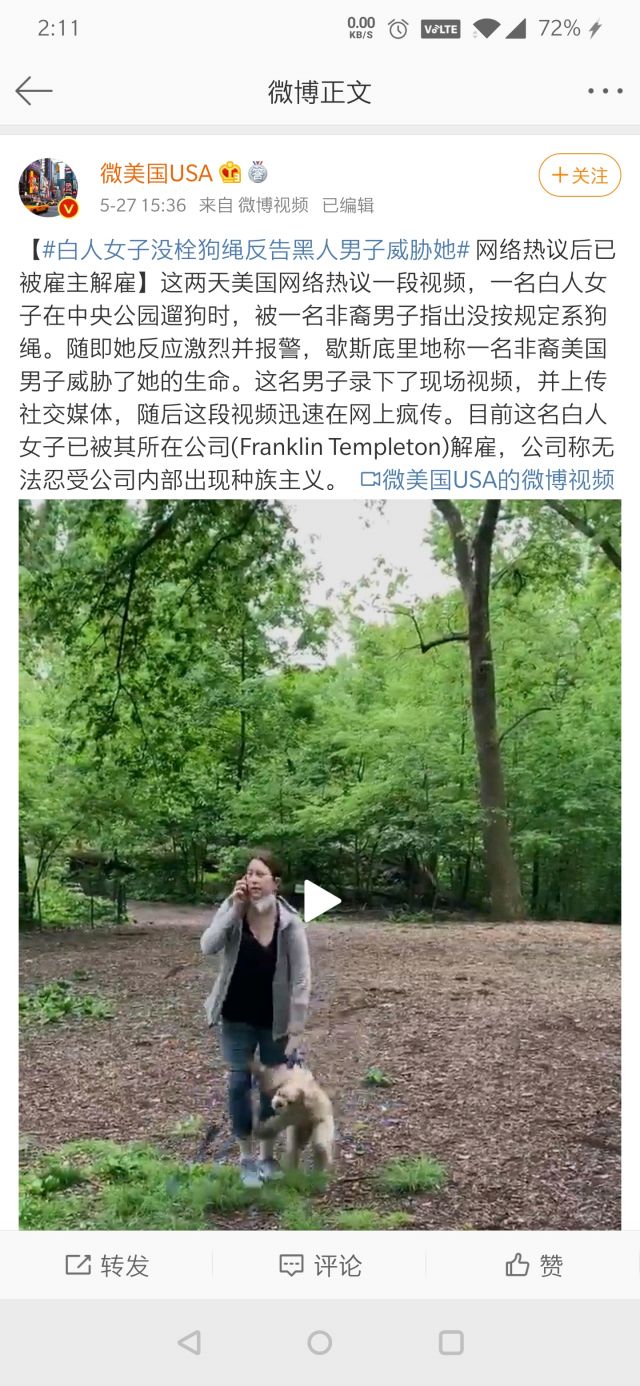 2:11 0.00 KB/S VoLTE 72%
微博正文
微美国USA
+关注
5-27 15:36 来自 微博视频 已编辑
【#白人女子没栓狗绳反告黑人男子威胁她# 网络热议后已
被雇主解雇】这两天美国网络热议一段视频，一名白人女
子在中央公园遛狗时，被一名非裔男子指出没按规定系狗
绳。随即她反应激烈并报警，歇斯底里地称一名非裔美国
男子威胁了她的生命。这名男子录下了现场视频，并上传
社交媒体，随后这段视频迅速在网上疯传。目前这名白人
女子已被其所在公司(Franklin Templeton)解雇，公司称无
法忍受公司内部出现种族主义。 微美国USA的微博视频
转发 评论 赞